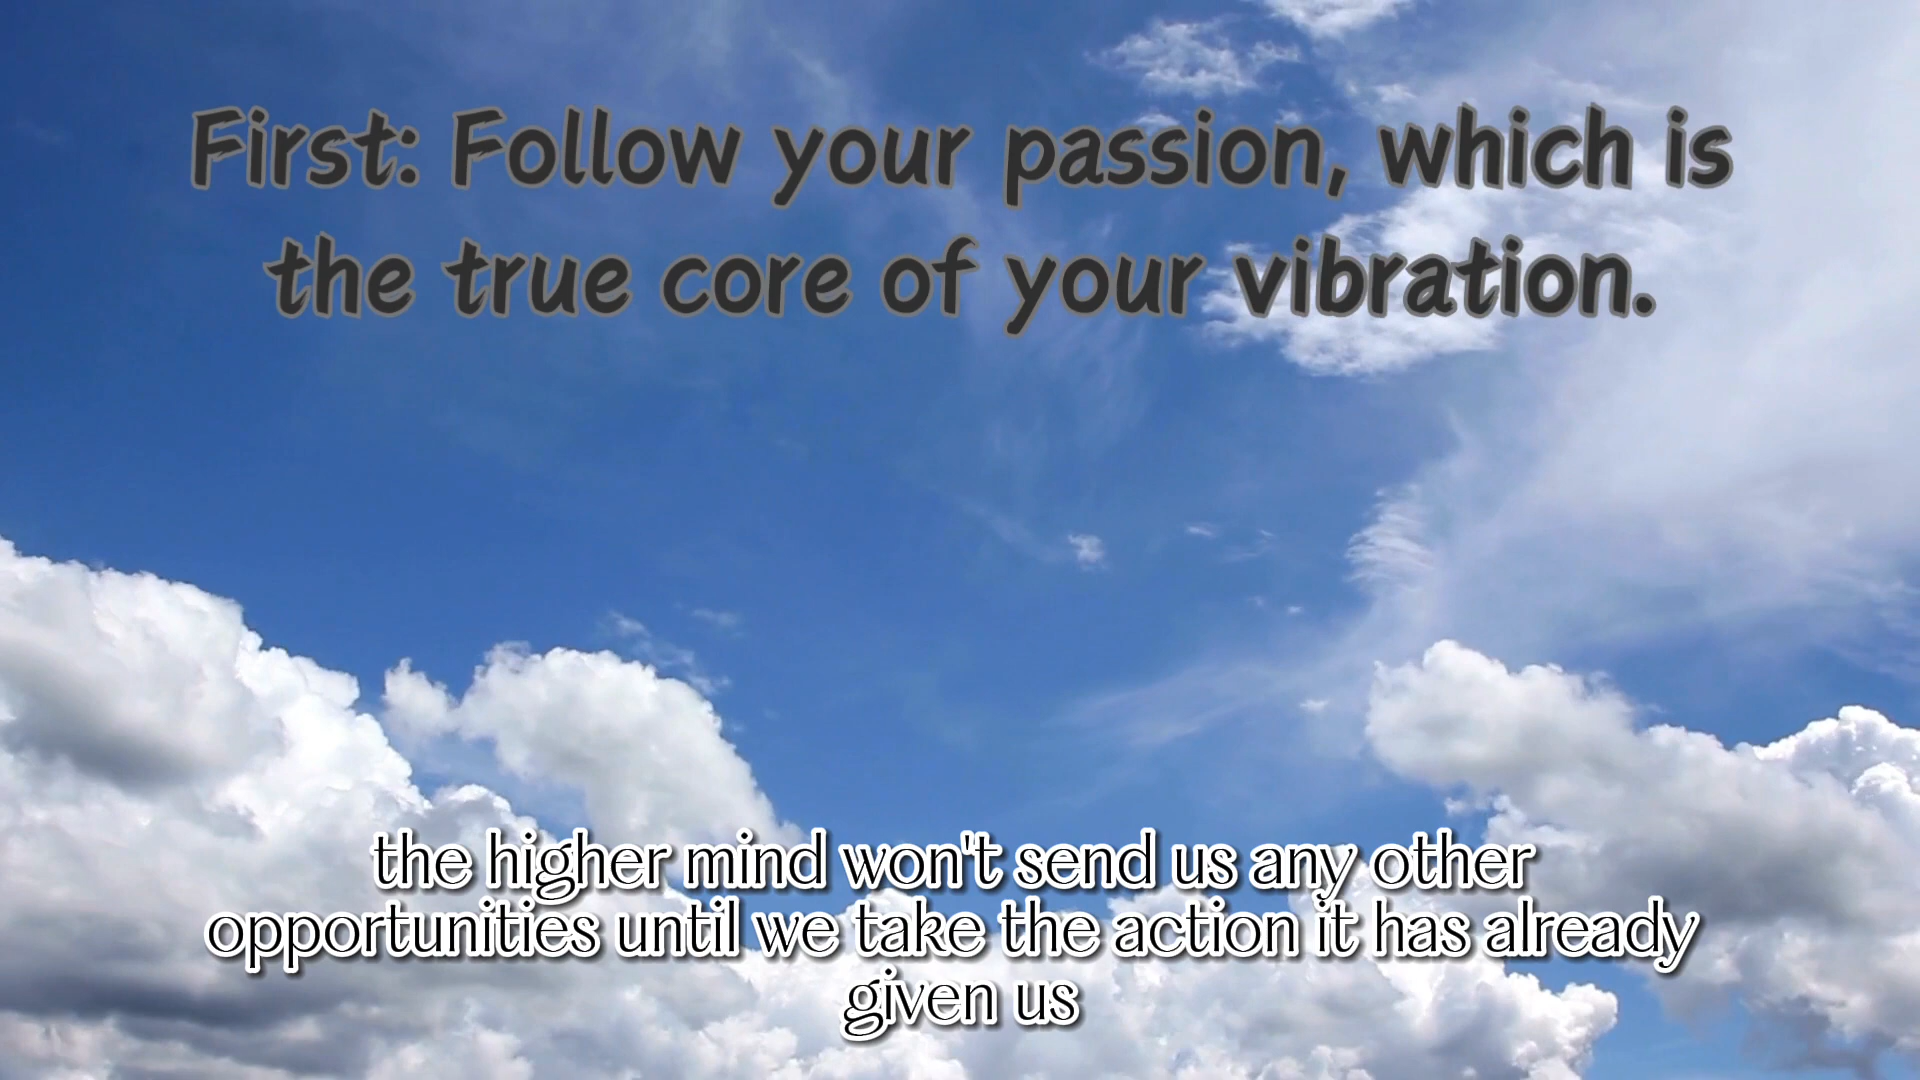 First: Follow your passion, which is
the true core of your vibration.
the higher mind won't send us any other
opportunities until we take the action it has already
given us